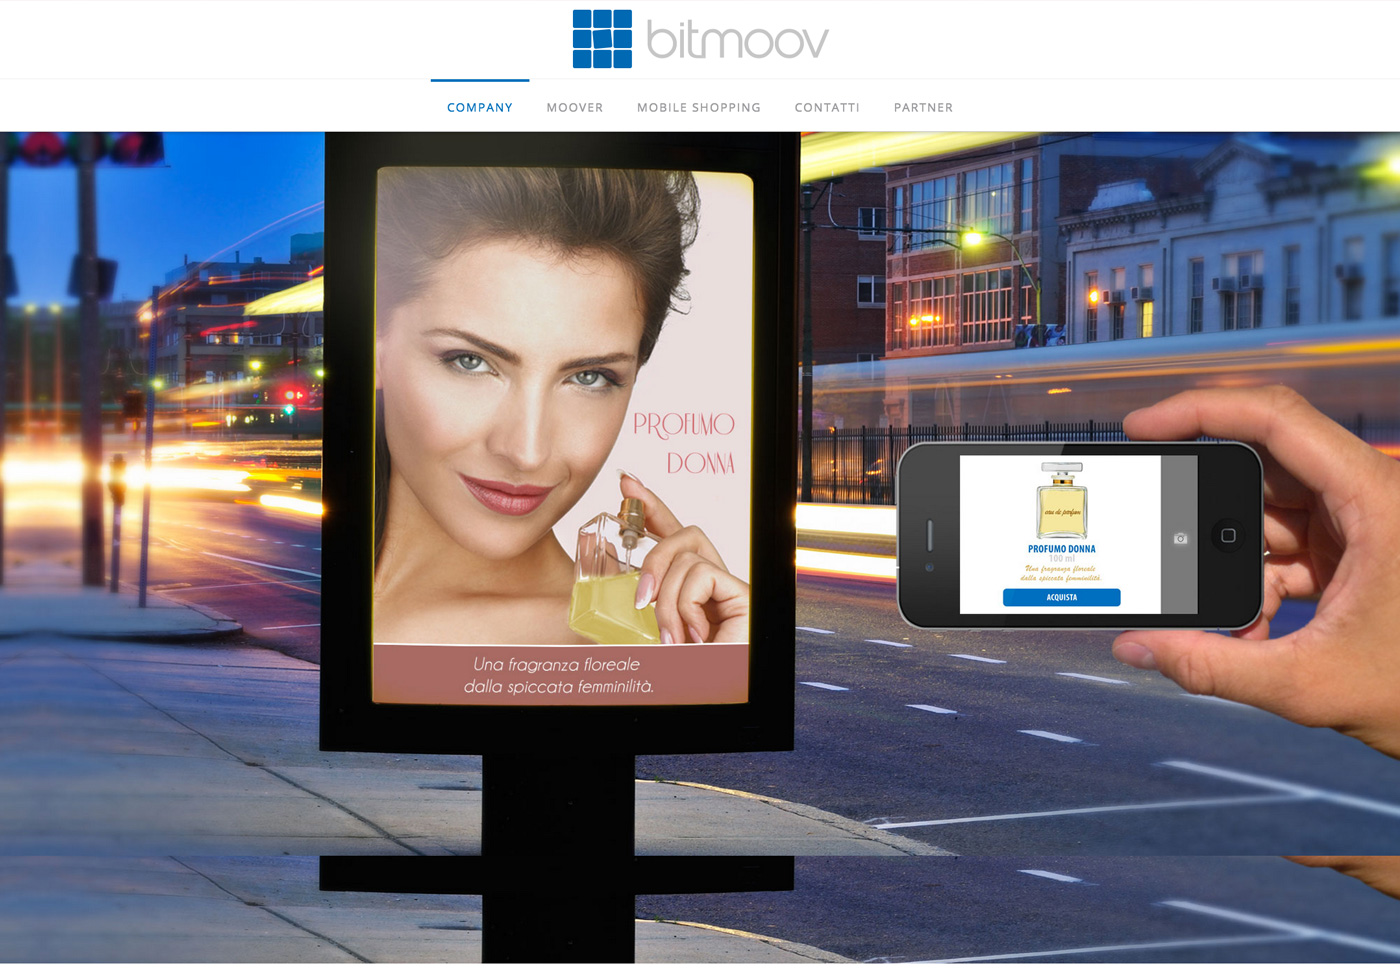 bitmoov
COMPANY
MOOVER
MOBILE SHOPPING
CONTATTI
PARTNER
PROFUMO
DONNA
Una fragranza floreale
dalla spiccata femminilità.
eau de parfum
PROFUMO DONNA
100 ml
Una fragranza floreale
dalla spiccata femminilità.
ACQUISTA